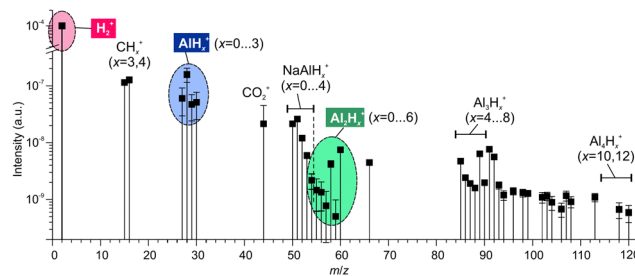 10⁻⁴
10⁻⁷
10⁻⁸
10⁻⁹
Intensity (a.u.)
H₂⁺
CHₓ⁺
(x=3,4)
AlHₓ⁺ (x=0...3)
CO₂⁺
NaAlHₓ⁺
(x=0...4)
Al₂Hₓ⁺ (x=0...6)
Al₃Hₓ⁺
(x=4...8)
Al₄Hₓ⁺
(x=10,12)
0 10 20 30 40 50 60 70 80 90 100 110 120
m/z